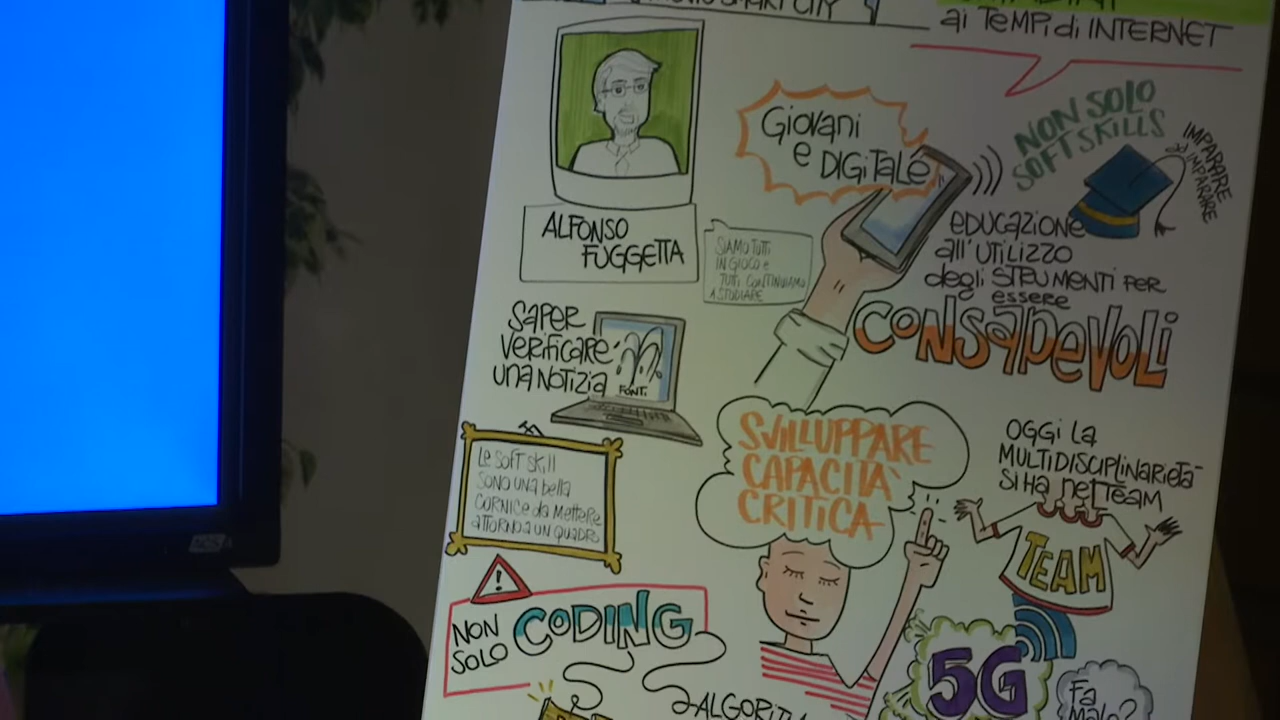 SMART CITY
ai TEMPI di INTERNET
Giovani
e DIGITALE
NON SOLO
SOFT SKILLS
IMPARARE
ad IMPARARE
ALFONSO
FUGGETTA
SIAMO TUTTI
IN GIOCO e
TUTTI CONTINUIAMO
A STUDIARE
EDUCAZIONE
all'UTILIZZO
degli STRUMENTI PER
essere
CONSAPEVOLI
SAPER
VERIFICARE
UNA NOTIZIA
FONTI
SVILUPPARE
CAPACITÀ
CRITICA
OGGI LA
MULTIDISCIPLINARIETÀ
SI HA nel TEAM
TEAM
Le SOFT SKILL
SONO UNA bella
CORNICE da METTERE
ATTORNO A UN QUADRO
!
NON
SOLO
CODING
5G
Fa
Male?